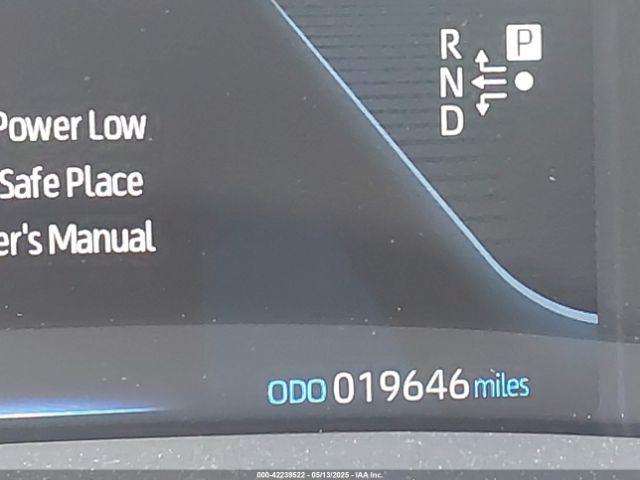 R P
N
D
Power Low
Safe Place
er's Manual
ODO 019646 miles
000-42239522 - 05/13/2025 - IAA Inc.